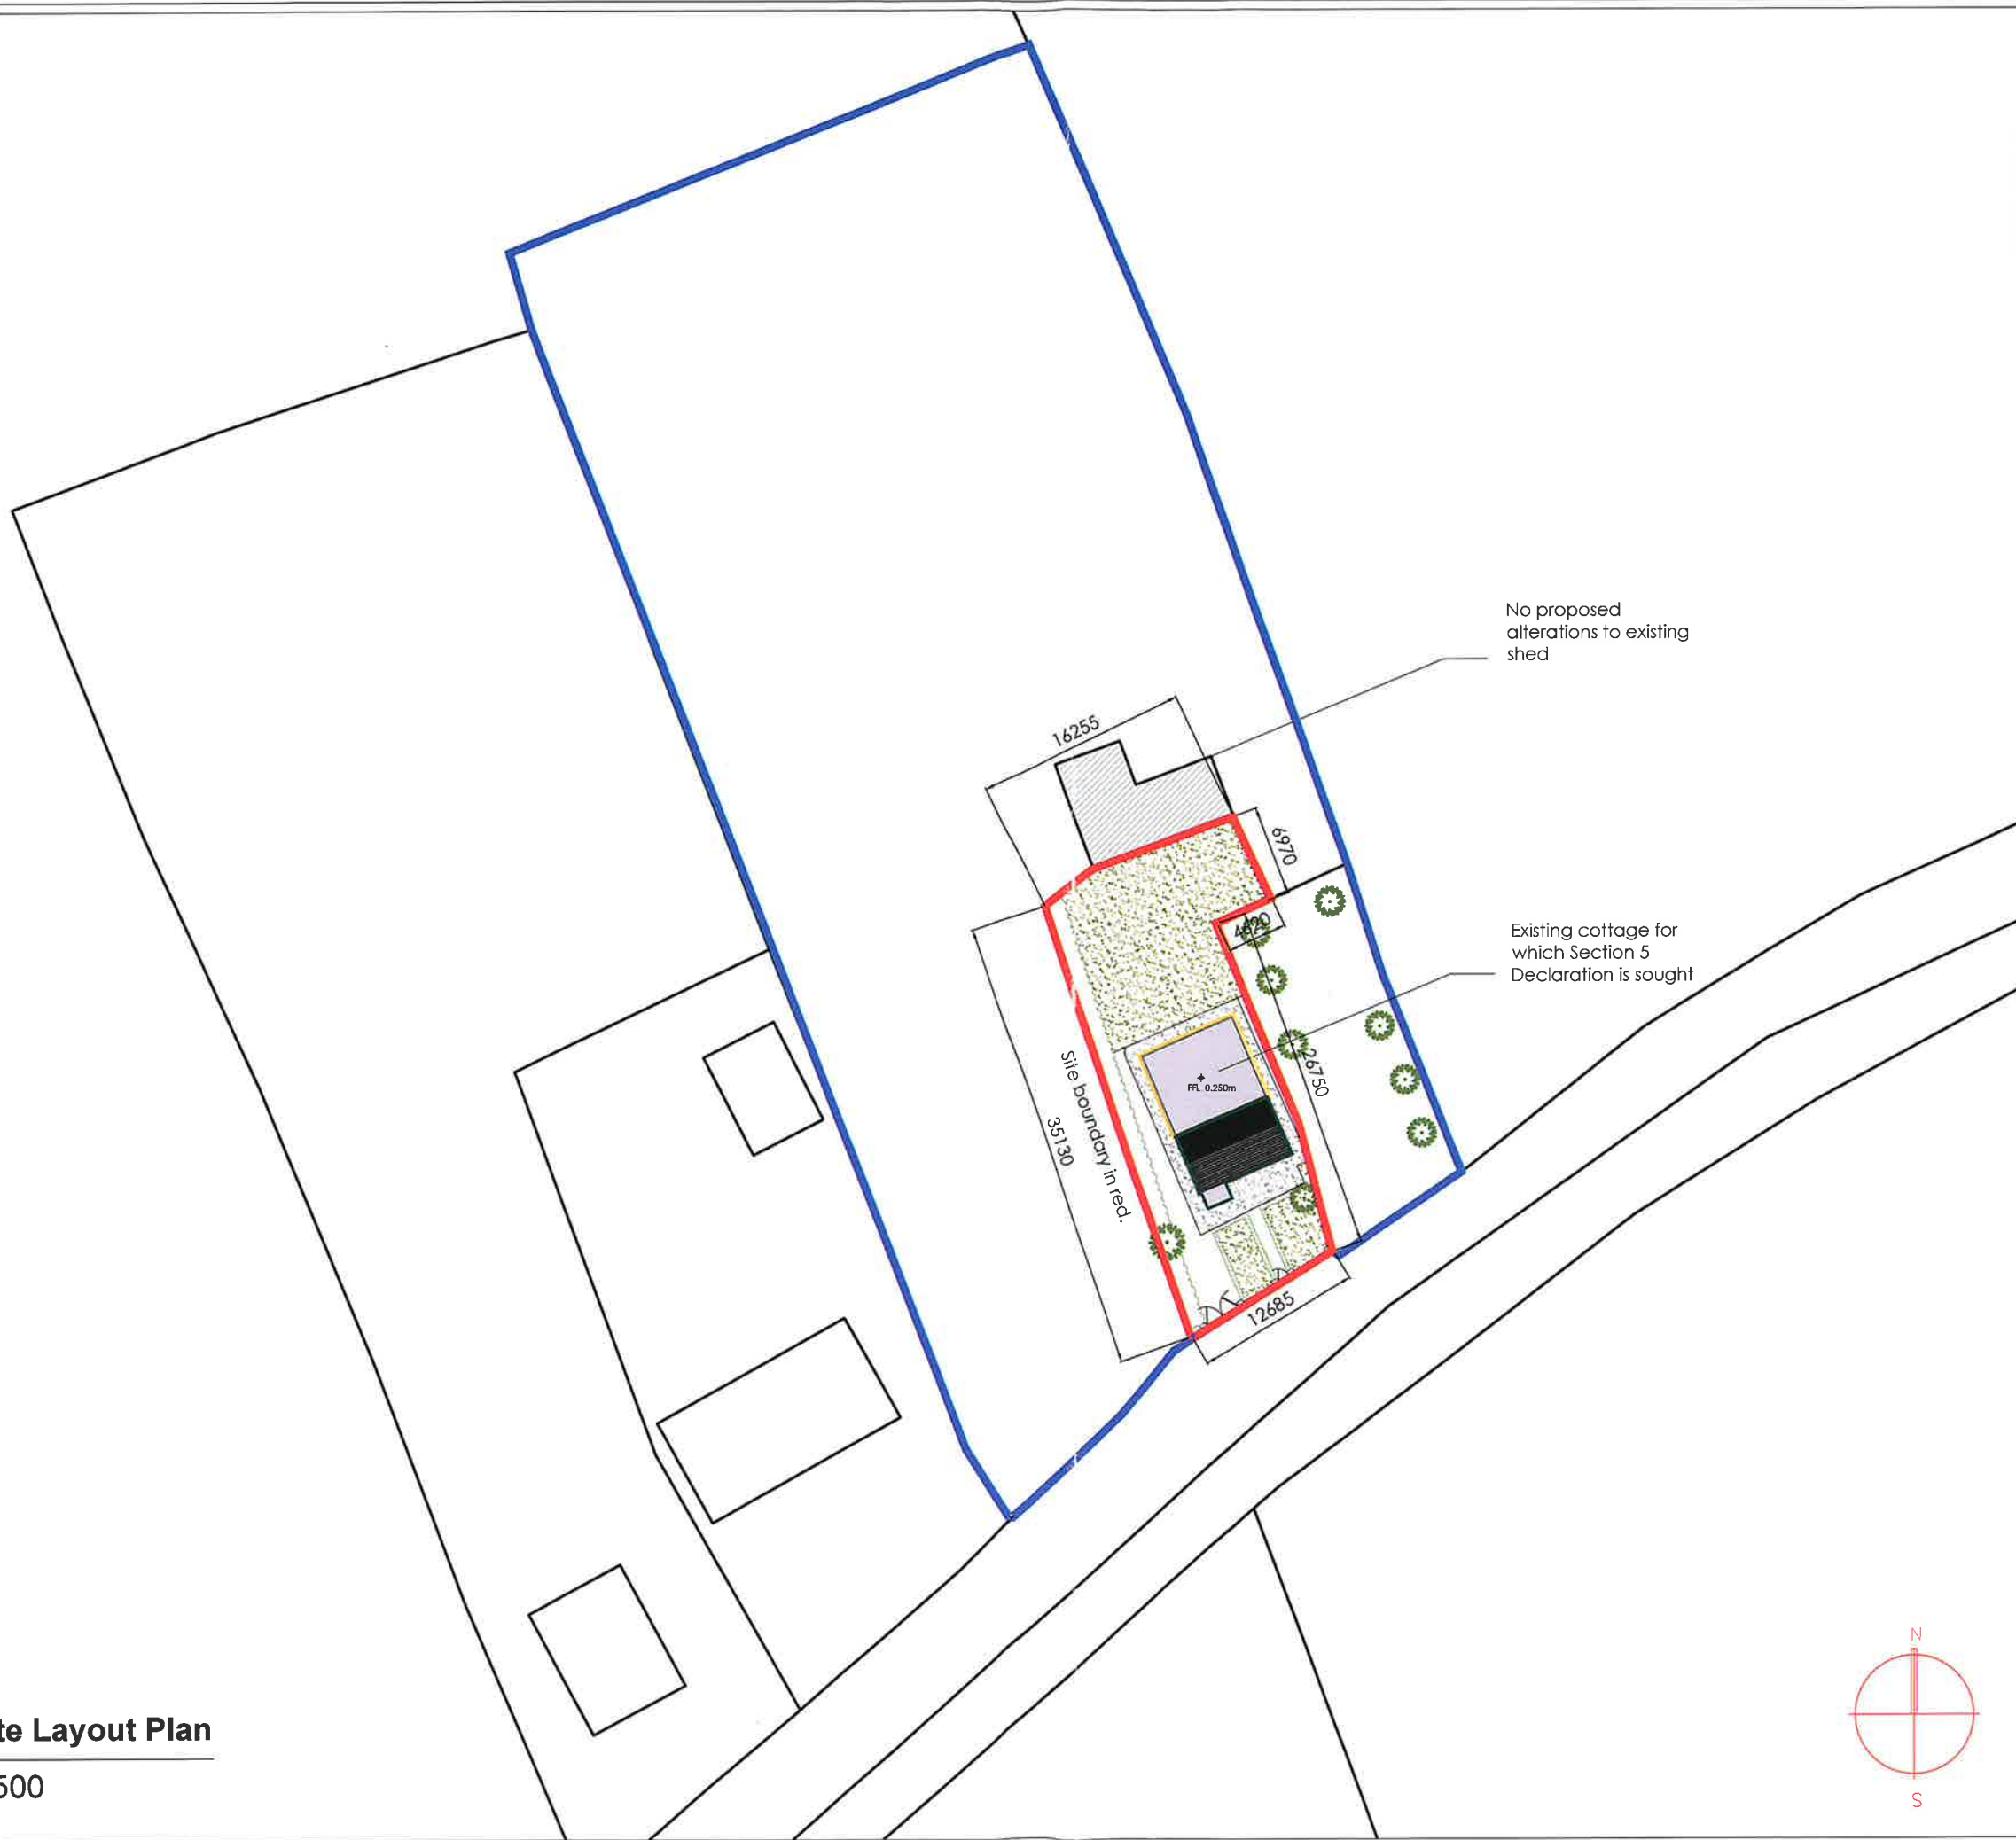 No proposed
alterations to existing
shed
16255
6970
4620
Existing cottage for
which Section 5
Declaration is sought
26750
FFL 0.250m
Site boundary in red.
35130
12685
te Layout Plan
500
N
S